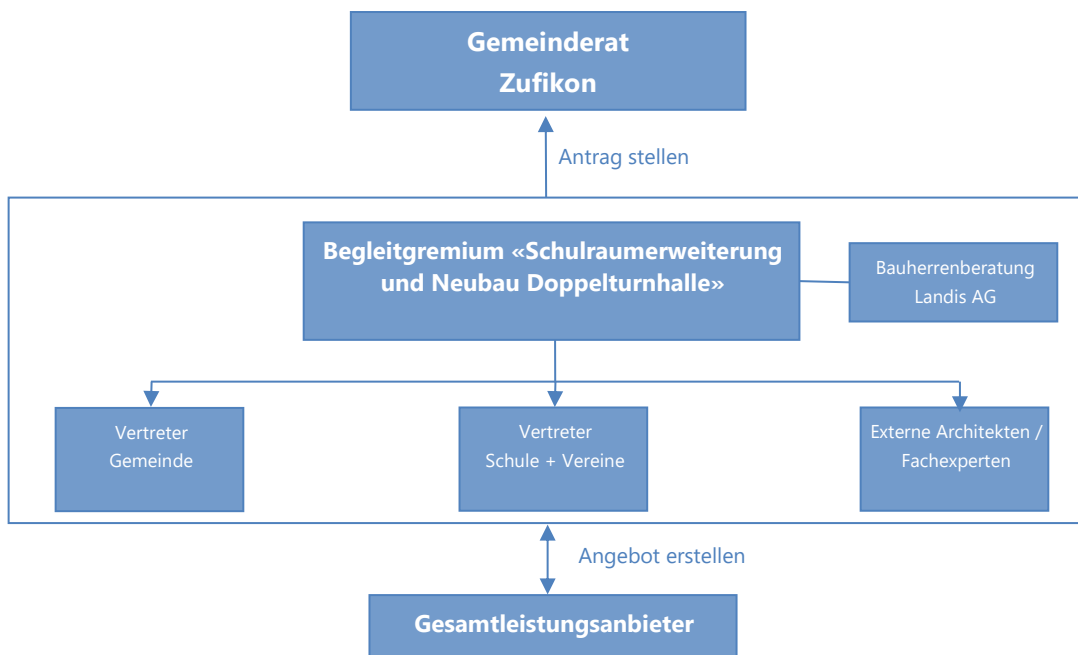 Gemeinderat
Zufikon
Antrag stellen
Begleitgremium «Schulraumerweiterung
und Neubau Doppelturnhalle»
Bauherrenberatung
Landis AG
Vertreter
Gemeinde
Vertreter
Schule + Vereine
Externe Architekten /
Fachexperten
Angebot erstellen
Gesamtleistungsanbieter